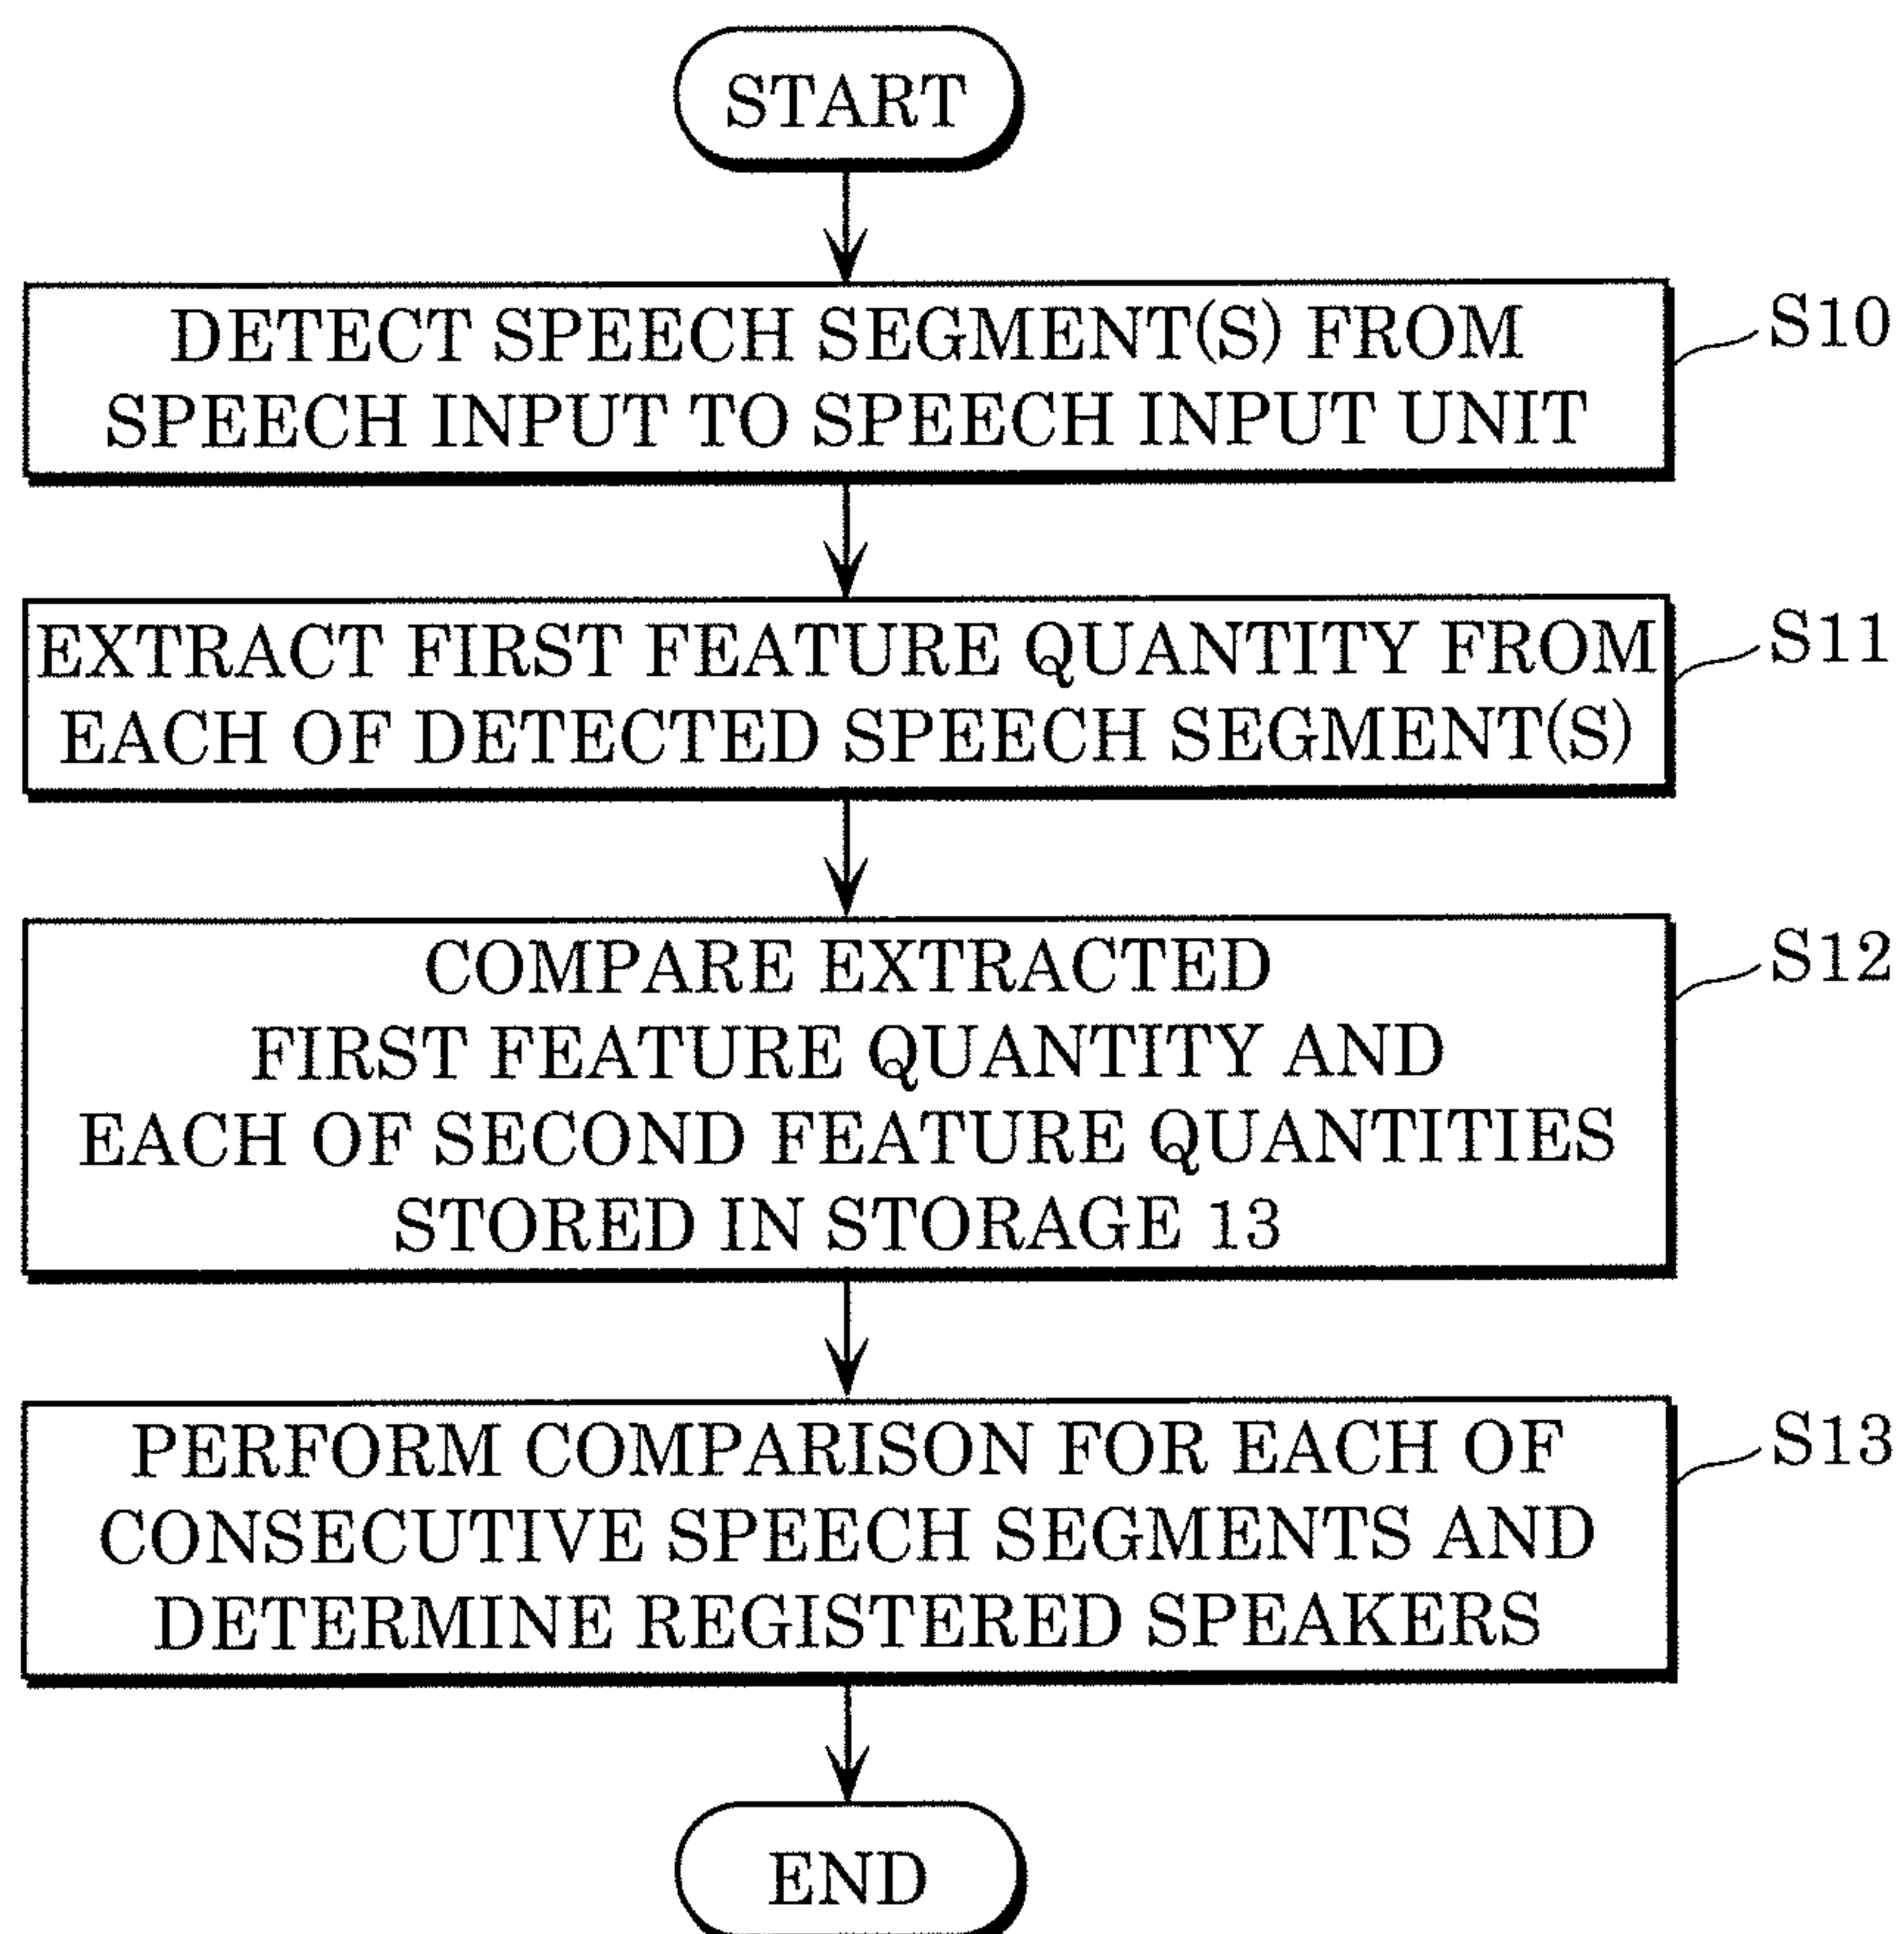 START
DETECT SPEECH SEGMENT(S) FROM
SPEECH INPUT TO SPEECH INPUT UNIT
S10
EXTRACT FIRST FEATURE QUANTITY FROM
EACH OF DETECTED SPEECH SEGMENT(S)
S11
COMPARE EXTRACTED
FIRST FEATURE QUANTITY AND
EACH OF SECOND FEATURE QUANTITIES
STORED IN STORAGE 13
S12
PERFORM COMPARISON FOR EACH OF
CONSECUTIVE SPEECH SEGMENTS AND
DETERMINE REGISTERED SPEAKERS
S13
END